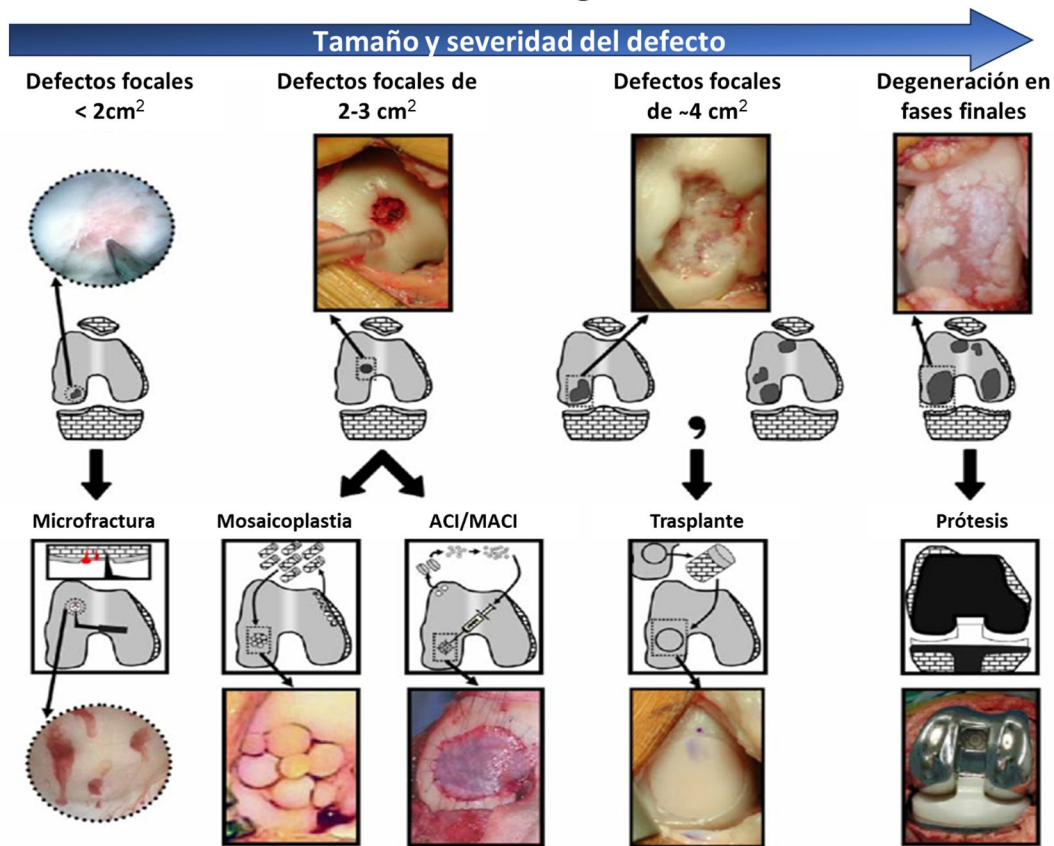 Tamaño y severidad del defecto
Defectos focales
< 2cm²
Defectos focales de
2-3 cm²
Defectos focales
de ~4 cm²
Degeneración en
fases finales
,
Microfractura
Mosaicoplastia
ACI/MACI
Trasplante
Prótesis